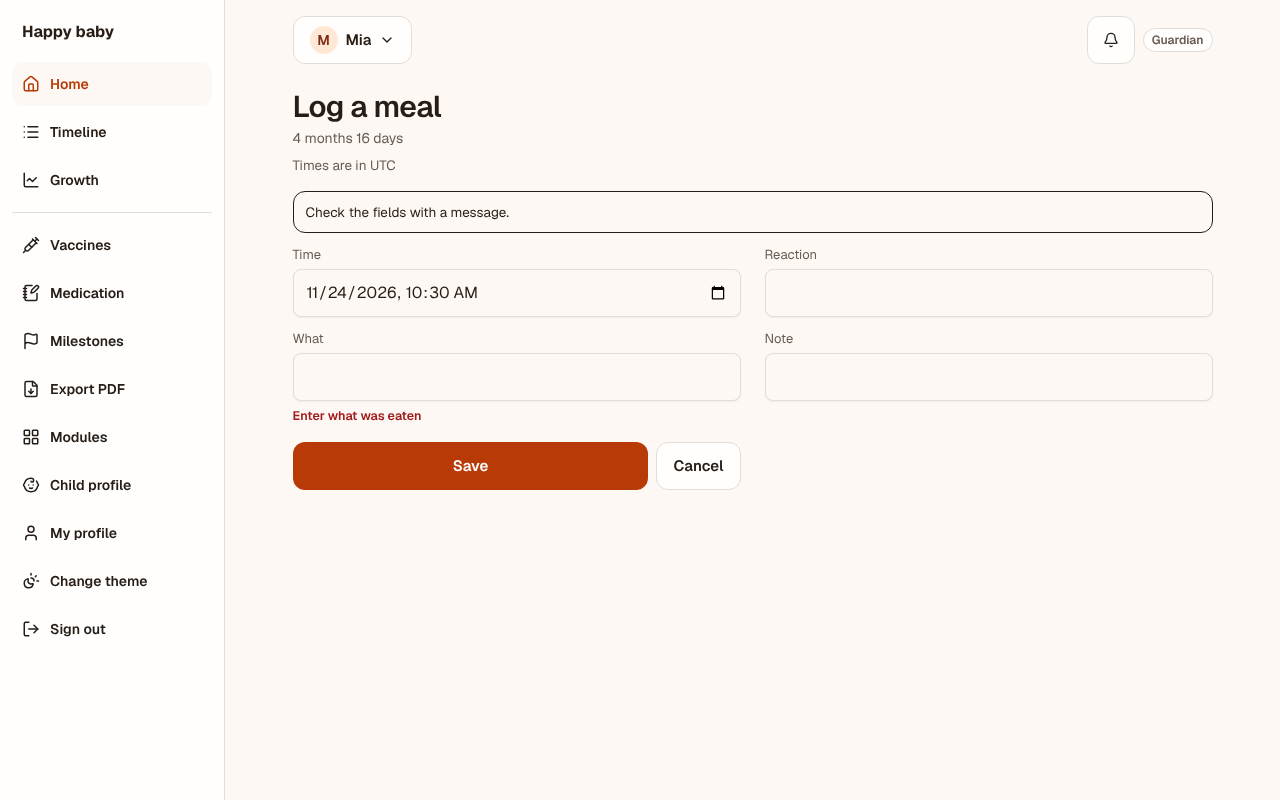 Happy baby
Home
Timeline
Growth
Vaccines
Medication
Milestones
Export PDF
Modules
Child profile
My profile
Change theme
Sign out
M Mia
Guardian
Log a meal
4 months 16 days
Times are in UTC
Check the fields with a message.
Time
11/24/2026, 10:30 AM
Reaction
What
Enter what was eaten
Note
Save
Cancel